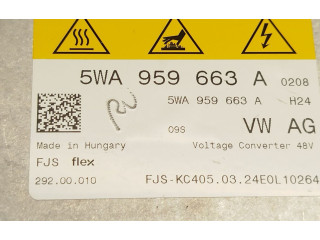 5WA 959 663 A 0208
5WA 959 663 A H24
09S VW AG
Made in Hungary Voltage Converter 48V
FJS flex
292.00.010 FJS-KC405.03.24E0L10264